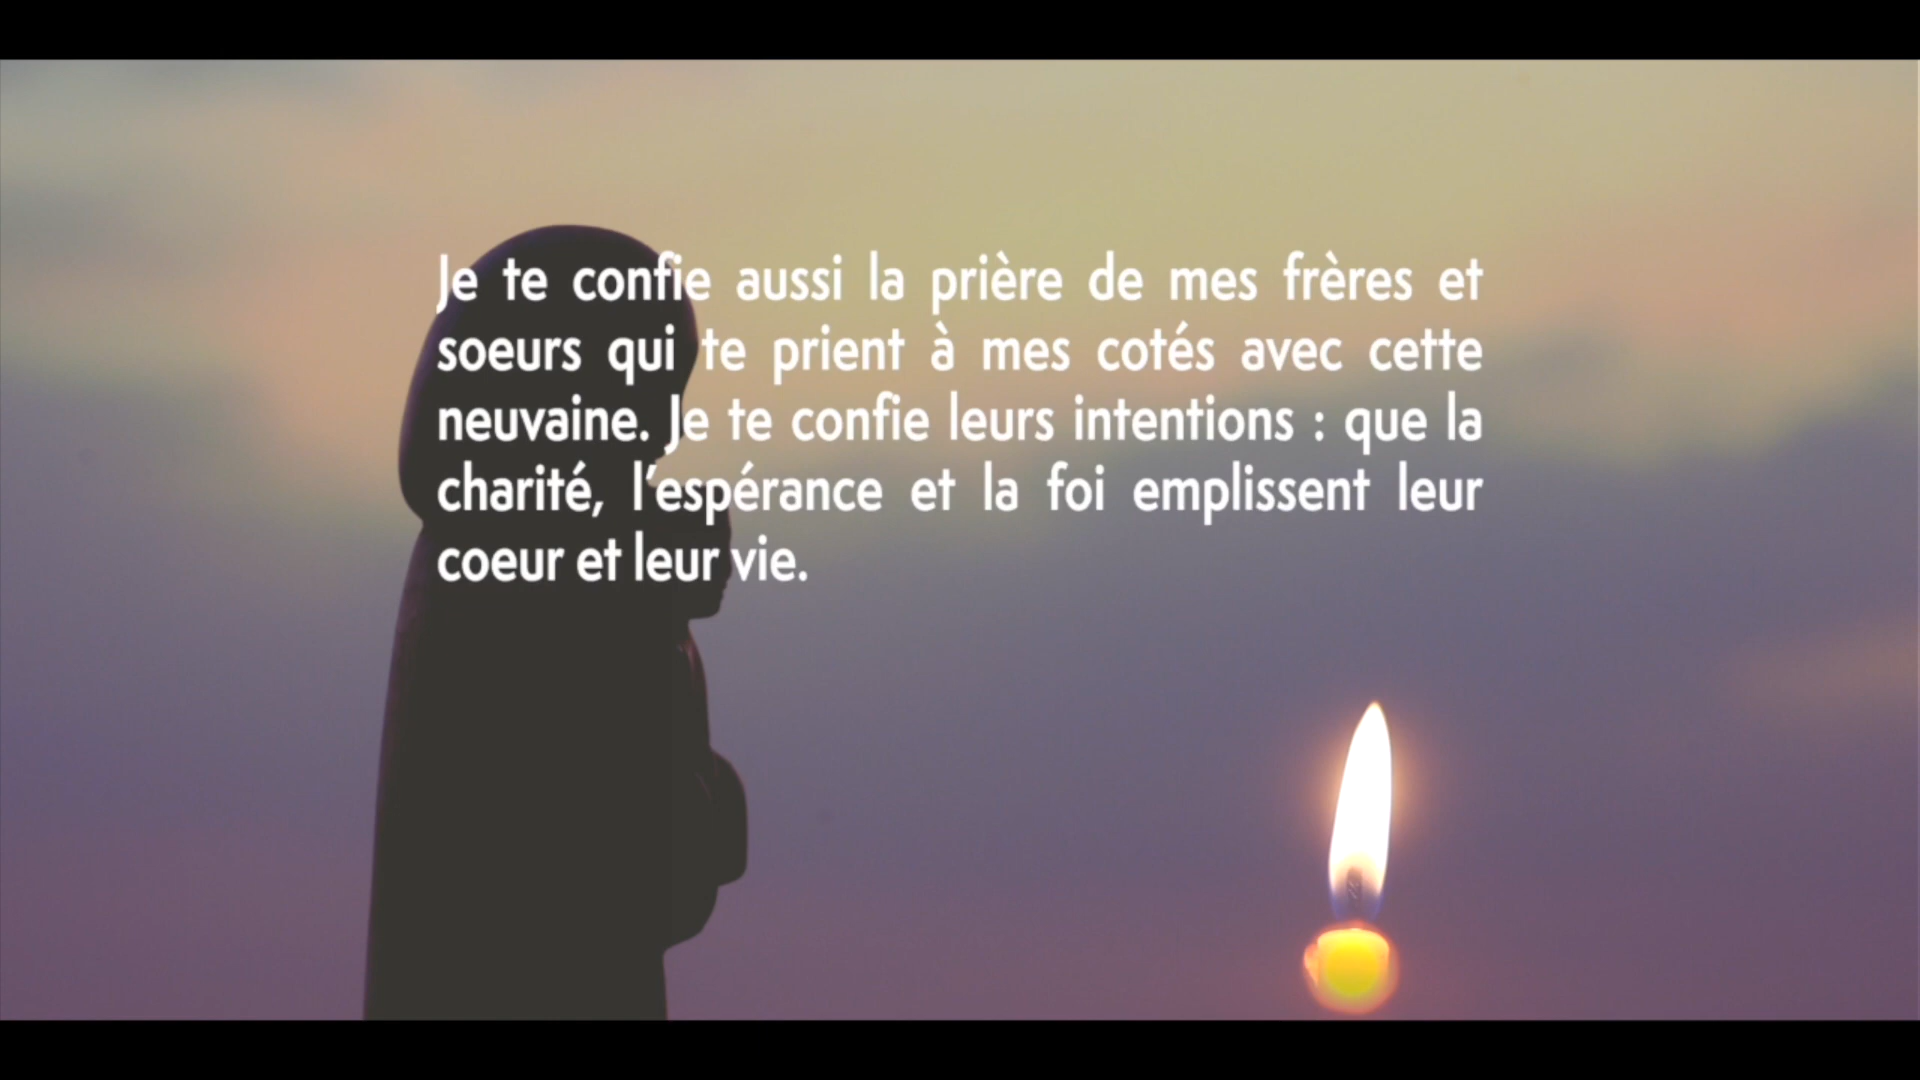 Je te confie aussi la prière de mes frères et
soeurs qui te prient à mes cotés avec cette
neuvaine. Je te confie leurs intentions : que la
charité, l'espérance et la foi emplissent leur
coeur et leur vie.